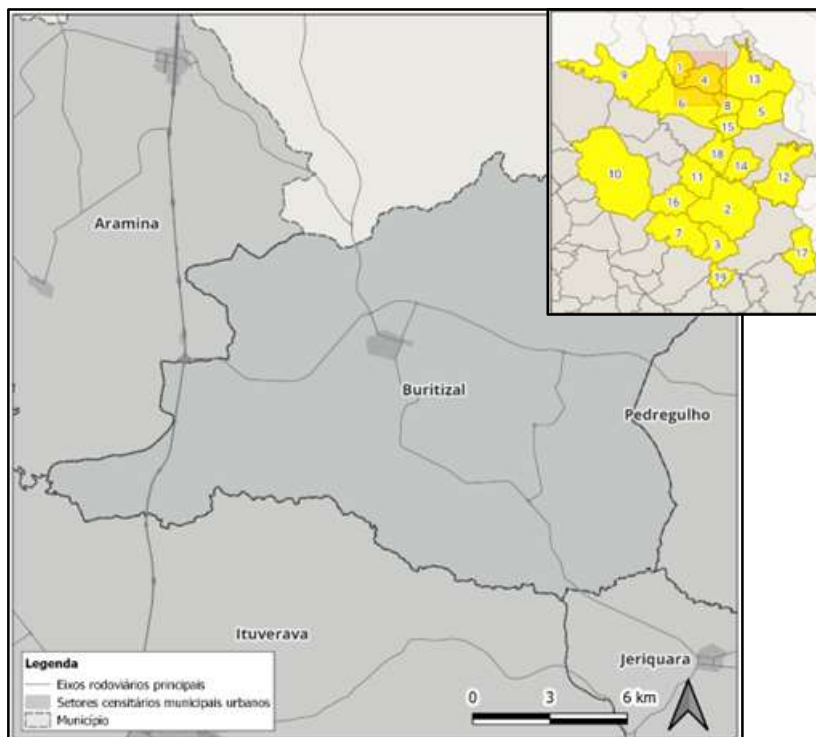 Aramina
Buritizal
Pedregulho
Ituverava
Jeriquara
Legenda
Eixos rodoviários principais
Setores censitários municipais urbanos
Município
0 3 6 km
1
9
4
13
6
8
5
15
18
14
12
10
11
16
2
7
3
17
19